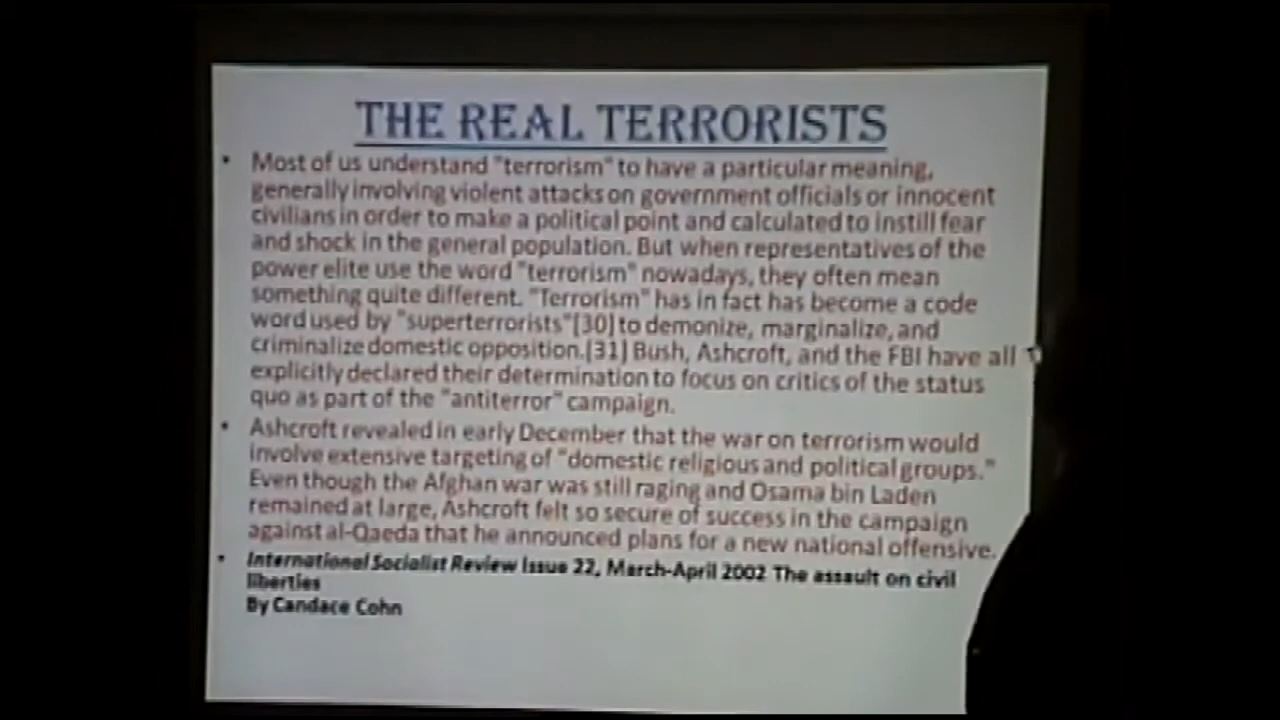 THE REAL TERRORISTS
• Most of us understand "terrorism" to have a particular meaning,
generally involving violent attacks on government officials or innocent
civilians in order to make a political point and calculated to instill fear
and shock in the general population. But when representatives of the
power elite use the word "terrorism" nowadays, they often mean
something quite different. "Terrorism" has in fact has become a code
word used by "superterrorists"[30] to demonize, marginalize, and
criminalize domestic opposition.[31] Bush, Ashcroft, and the FBI have all
explicitly declared their determination to focus on critics of the status
quo as part of the "antiterror" campaign.
• Ashcroft revealed in early December that the war on terrorism would
involve extensive targeting of "domestic religious and political groups."
Even though the Afghan war was still raging and Osama bin Laden
remained at large, Ashcroft felt so secure of success in the campaign
against al-Qaeda that he announced plans for a new national offensive.
• International Socialist Review Issue 22, March-April 2002 The assault on civil
liberties
By Candace Cohn